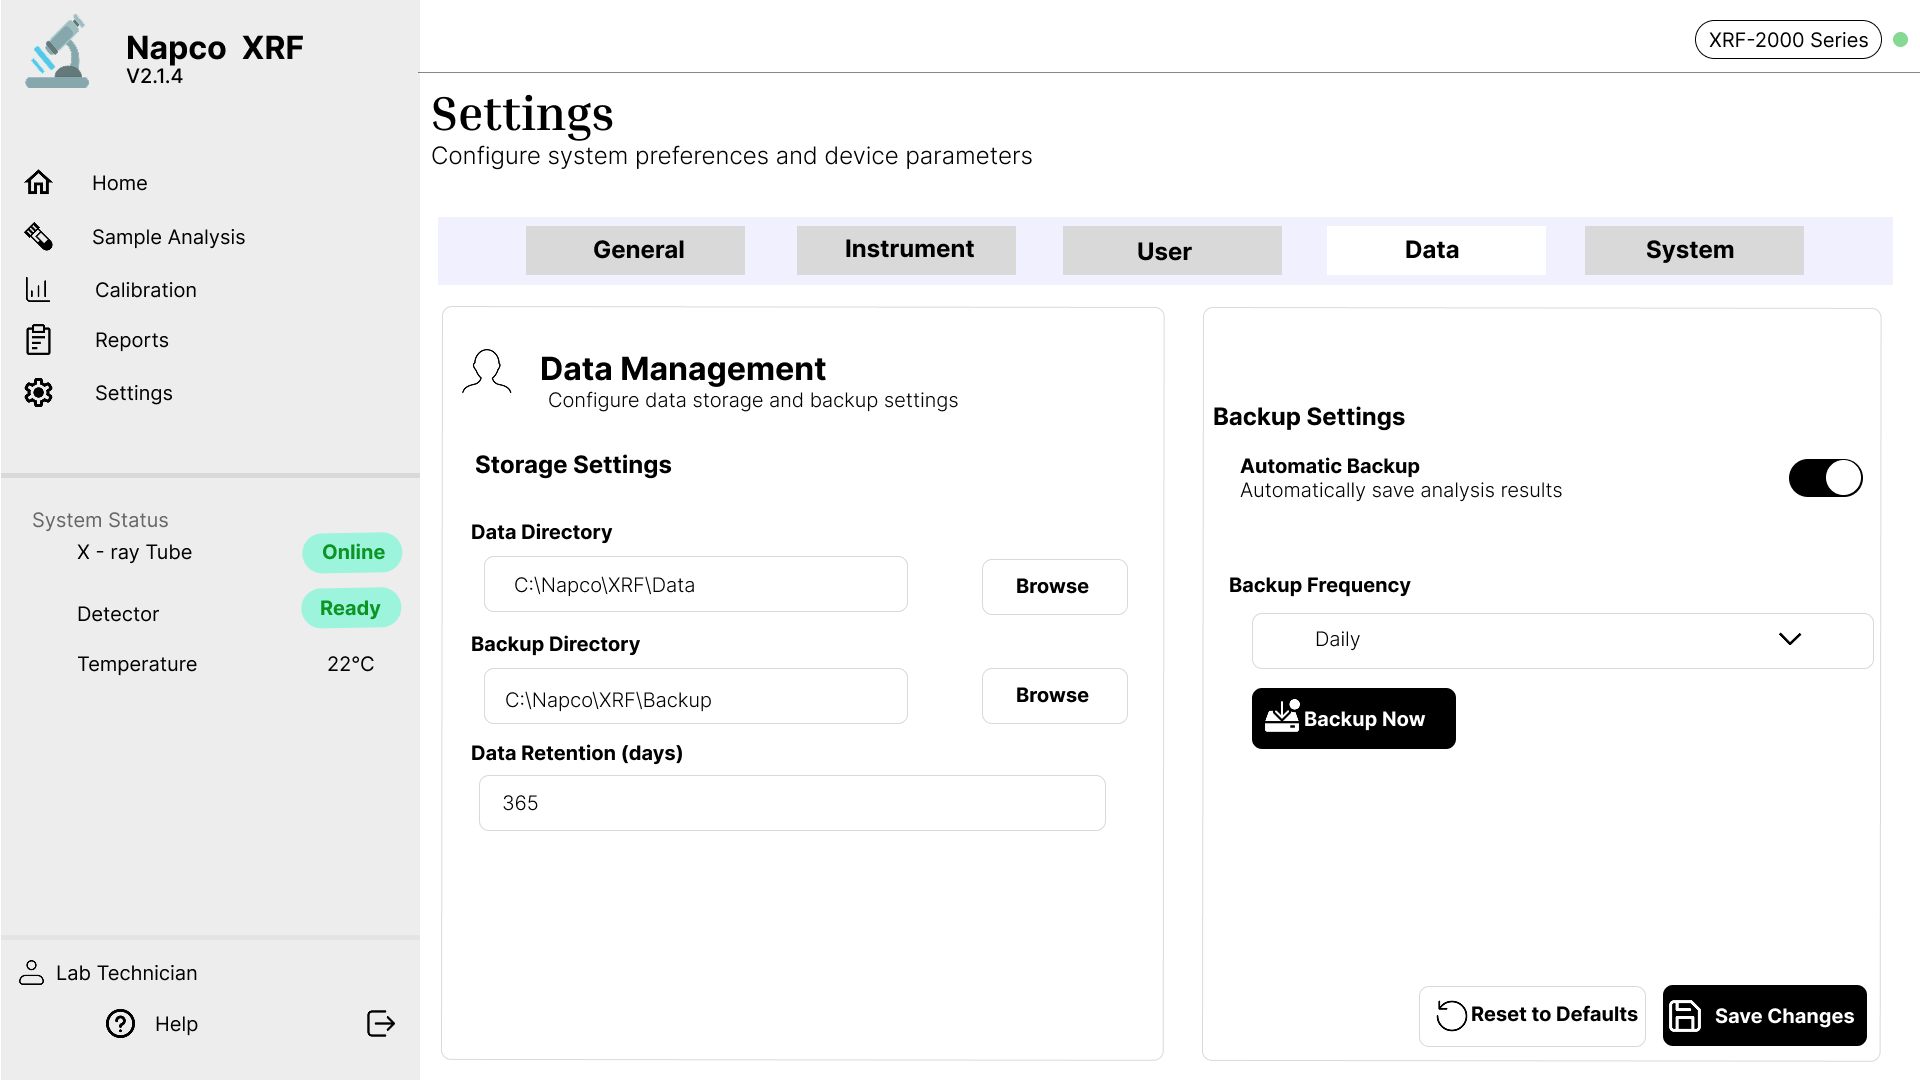 Napco XRF
V2.1.4
Home
Sample Analysis
Calibration
Reports
Settings
System Status
X - ray Tube
Online
Detector
Ready
Temperature
22°C
Lab Technician
Help
XRF-2000 Series
Settings
Configure system preferences and device parameters
General
Instrument
User
Data
System
Data Management
Configure data storage and backup settings
Storage Settings
Data Directory
C:\Napco\XRF\Data
Browse
Backup Directory
C:\Napco\XRF\Backup
Browse
Data Retention (days)
365
Backup Settings
Automatic Backup
Automatically save analysis results
Backup Frequency
Daily
Backup Now
Reset to Defaults
Save Changes